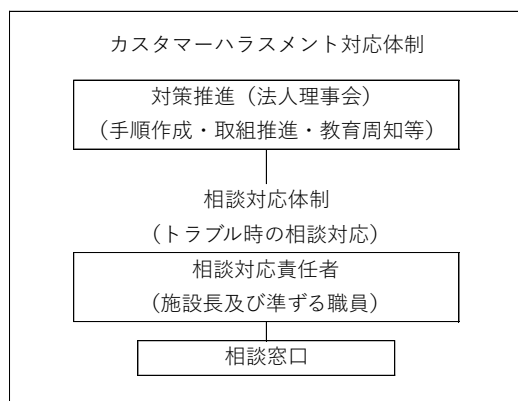 カスタマーハラスメント対応体制
対策推進（法人理事会）
（手順作成・取組推進・教育周知等）
相談対応体制
（トラブル時の相談対応）
相談対応責任者
（施設長及び準ずる職員）
相談窓口